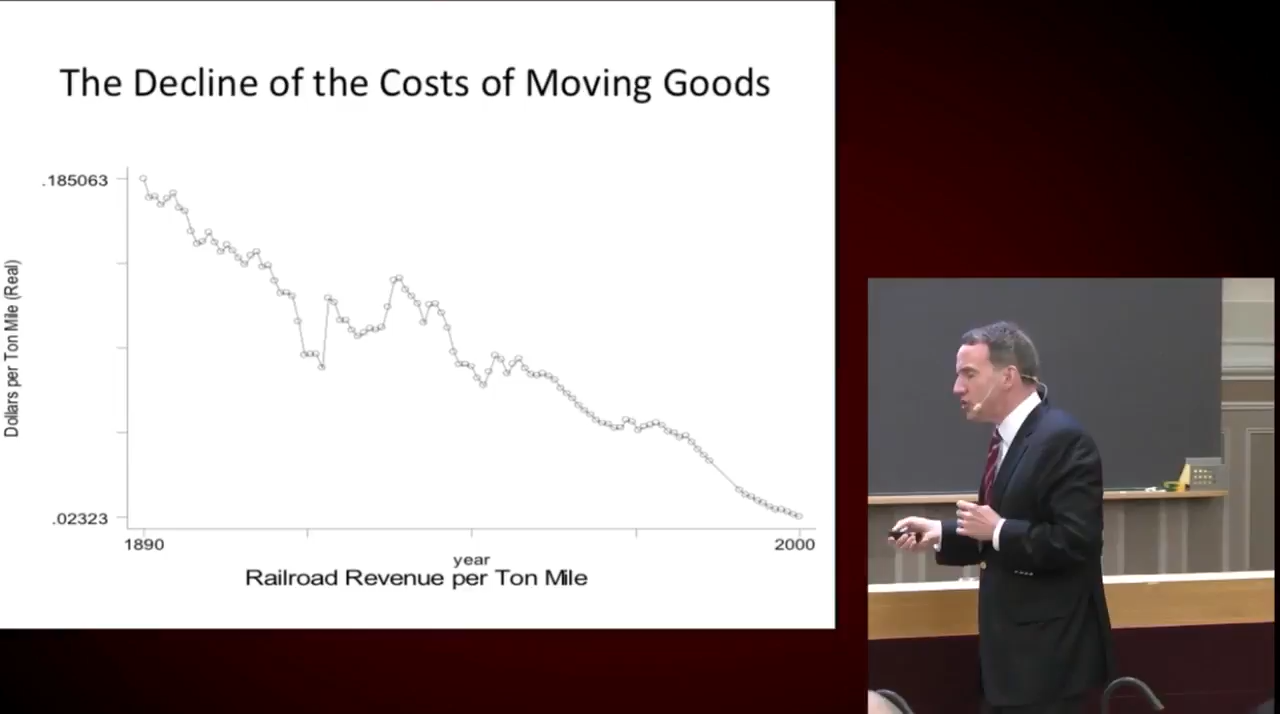 The Decline of the Costs of Moving Goods
.185063
Dollars per Ton Mile (Real)
.02323
1890
2000
year
Railroad Revenue per Ton Mile